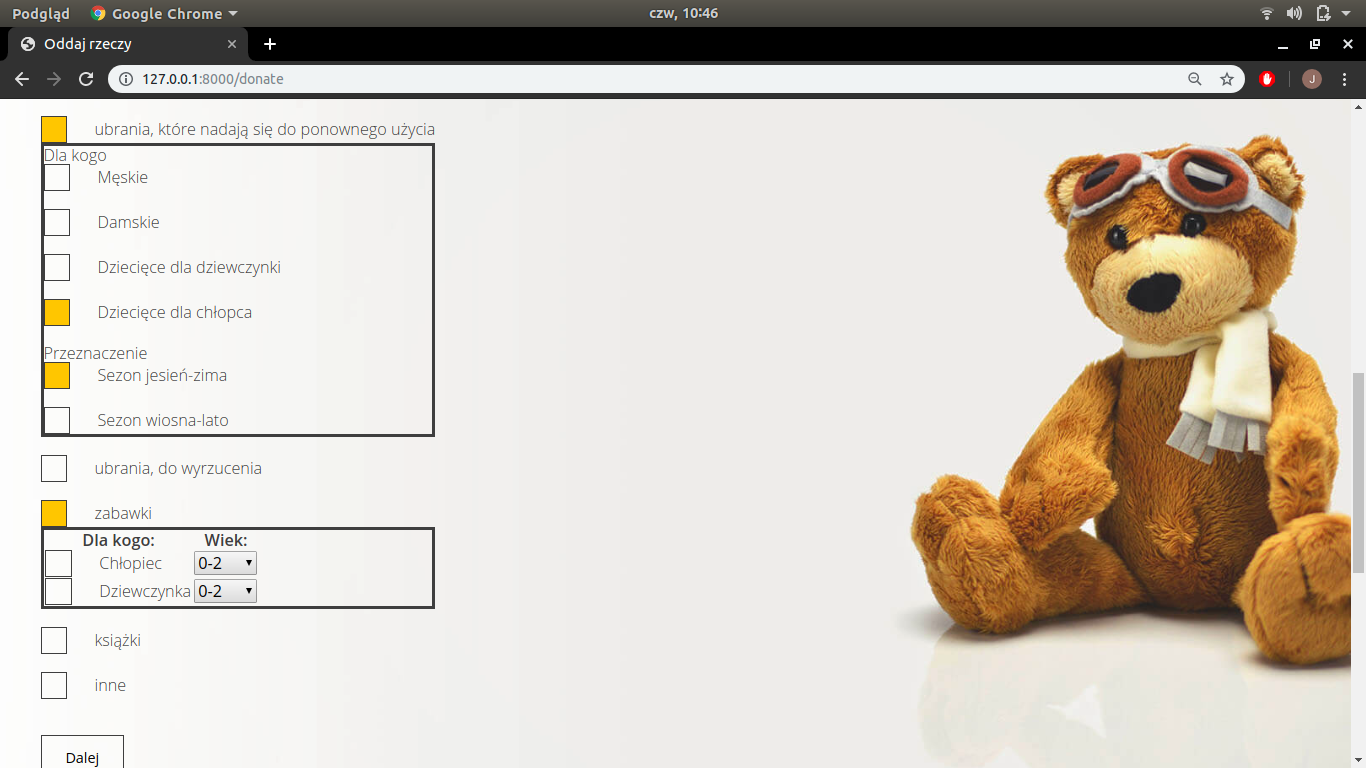 Podgląd Google Chrome czw, 10:46
Oddaj rzeczy
127.0.0.1:8000/donate J
ubrania, które nadają się do ponownego użycia
Dla kogo
Męskie
Damskie
Dziecięce dla dziewczynki
Dziecięce dla chłopca
Przeznaczenie
Sezon jesień-zima
Sezon wiosna-lato
ubrania, do wyrzucenia
zabawki
Dla kogo: Wiek:
Chłopiec 0-2
Dziewczynka 0-2
książki
inne
Dalej